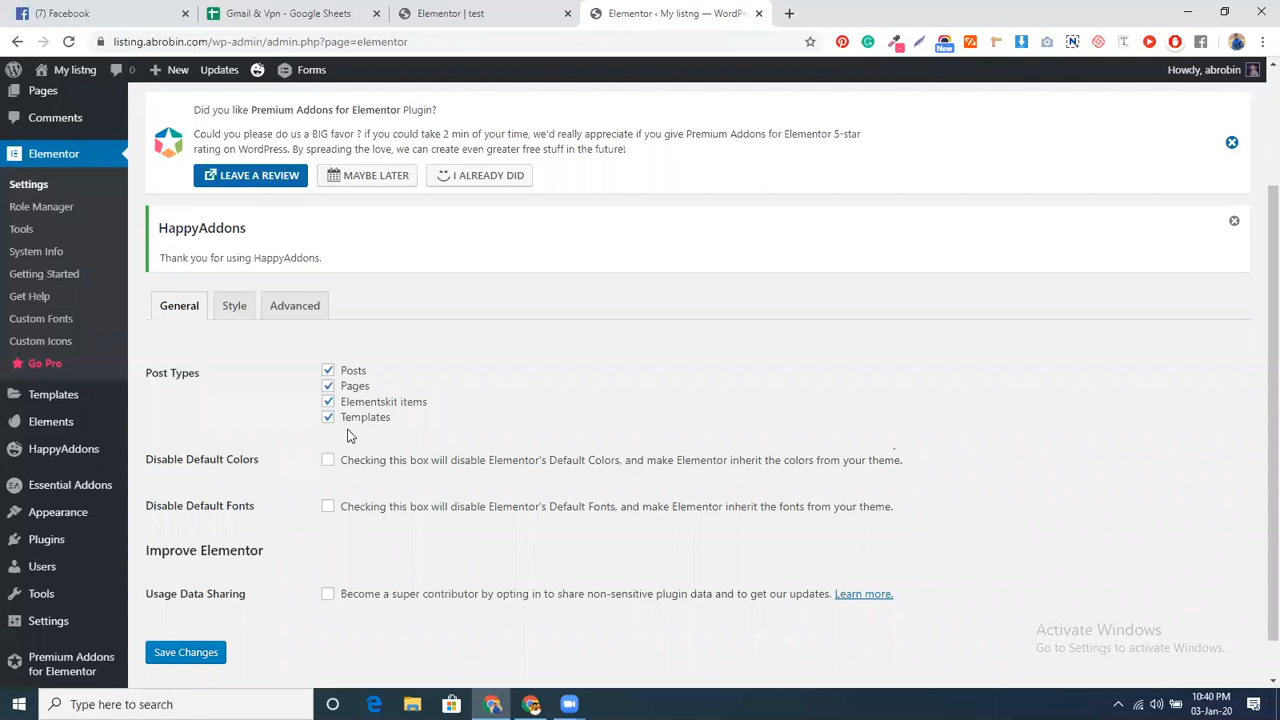 (7) Facebook
Gmail & Vpn - Google Sheets
Elementor | test
Elementor ‹ My listng — WordPr
listing.abrobin.com/wp-admin/admin.php?page=elementor
New
My listng
0
New
Updates
Forms
Howdy, abrobin
Pages
Comments
Elementor
Settings
Role Manager
Tools
System Info
Getting Started
Get Help
Custom Fonts
Custom Icons
Go Pro
Templates
Elements
HappyAddons
Essential Addons
Appearance
Plugins
Users
Tools
Settings
Premium Addons
for Elementor
Did you like Premium Addons for Elementor Plugin?
Could you please do us a BIG favor ? if you could take 2 min of your time, we'd really appreciate if you give Premium Addons for Elementor 5-star
rating on WordPress. By spreading the love, we can create even greater free stuff in the future!
LEAVE A REVIEW
MAYBE LATER
I ALREADY DID
HappyAddons
Thank you for using HappyAddons.
General
Style
Advanced
Post Types
Posts
Pages
Elementskit items
Templates
Disable Default Colors
Checking this box will disable Elementor's Default Colors, and make Elementor inherit the colors from your theme.
Disable Default Fonts
Checking this box will disable Elementor's Default Fonts, and make Elementor inherit the fonts from your theme.
Improve Elementor
Usage Data Sharing
Become a super contributor by opting in to share non-sensitive plugin data and to get our updates. Learn more.
Save Changes
Activate Windows
Go to Settings to activate Windows.
Type here to search
10:40 PM
03-Jan-20